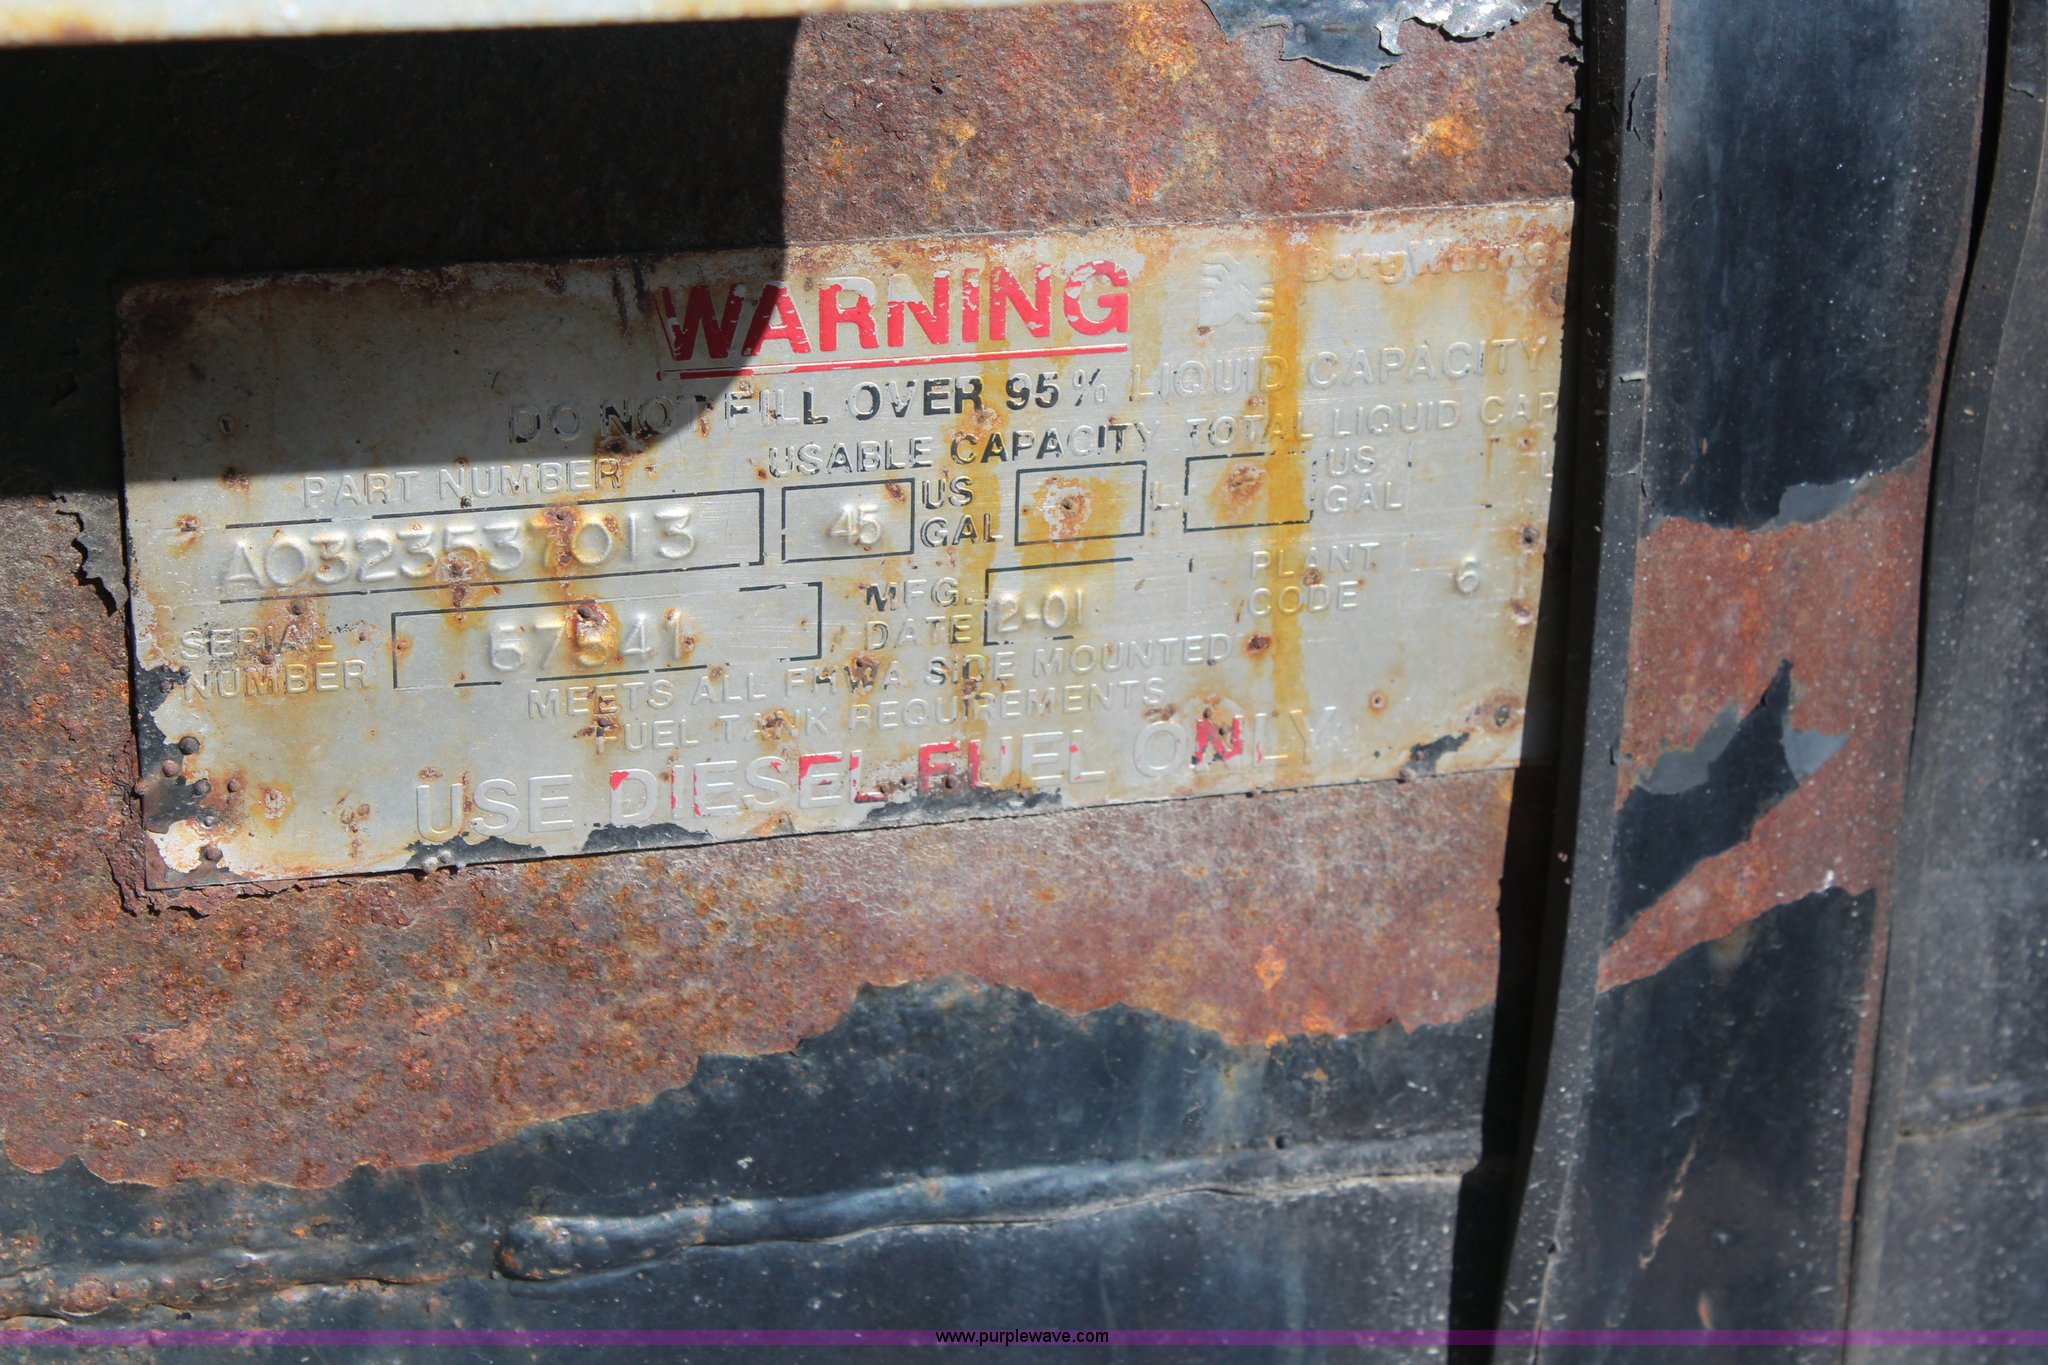 BorgWarner
WARNING
DO NOT FILL OVER 95% LIQUID CAPACITY
PART NUMBER USABLE CAPACITY TOTAL LIQUID CAP
A0323537013 45 US GAL L. US GAL L
SERIAL NUMBER 57541 MFG. DATE 2-01 PLANT CODE 6
MEETS ALL FHWA SIDE MOUNTED
FUEL TANK REQUIREMENTS
USE DIESEL FUEL ONLY
www.purplewave.com